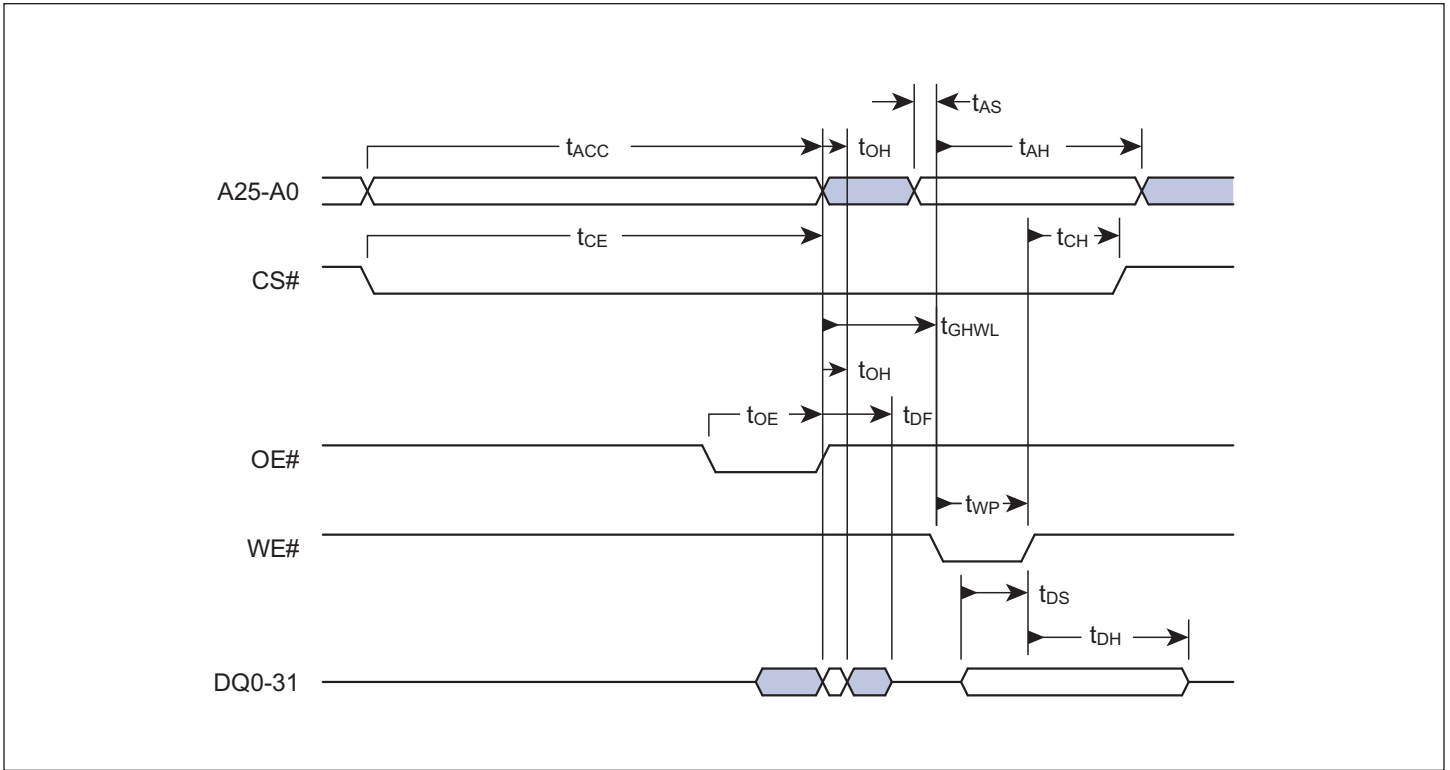 tAS
tACC
tOH
tAH
A25-A0
tCE
tCH
CS#
tGHWL
tOH
tOE
tDF
OE#
tWP
WE#
tDS
tDH
DQ0-31